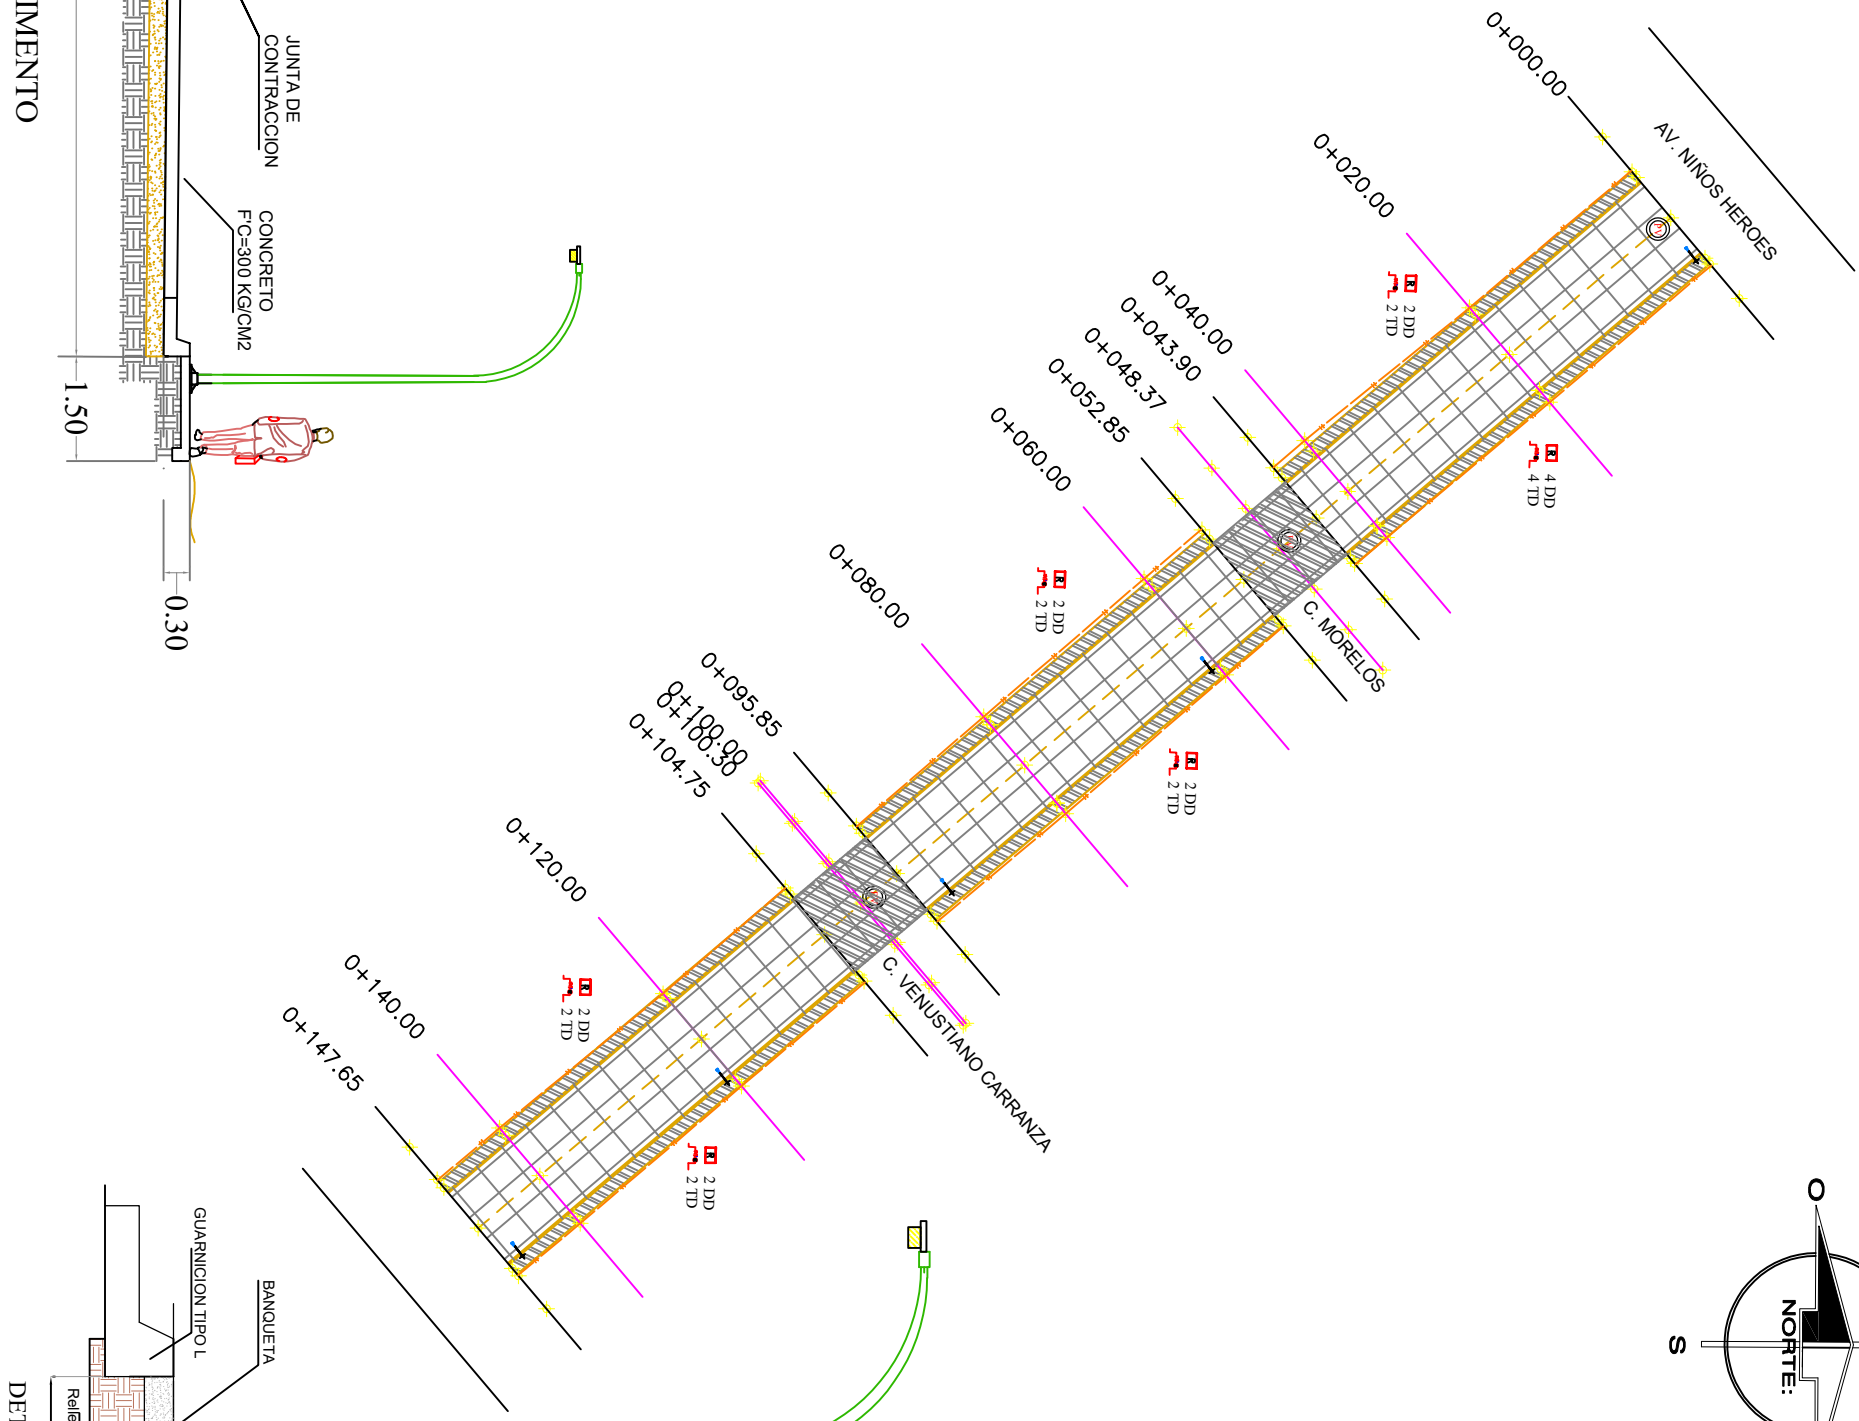 AV. NIÑOS HEROES
0+000.00
0+020.00
2 DD
2 TD
4 DD
4 TD
0+040.00
0+043.90
0+048.37
0+052.85
0+060.00
C. MORELOS
2 DD
2 TD
2 DD
2 TD
0+080.00
0+095.85
0+100.00
0+100.30
0+104.75
C. VENUSTIANO CARRANZA
0+120.00
0+140.00
0+147.65
2 DD
2 TD
2 DD
2 TD
R
R
R
R
R
R
JUNTA DE
CONTRACCION
CONCRETO
F'C=300 KG/CM2
1.50
0.30
IMENTO
GUARNICION TIPO L
BANQUETA
Relle
DET
O
S
NORTE: